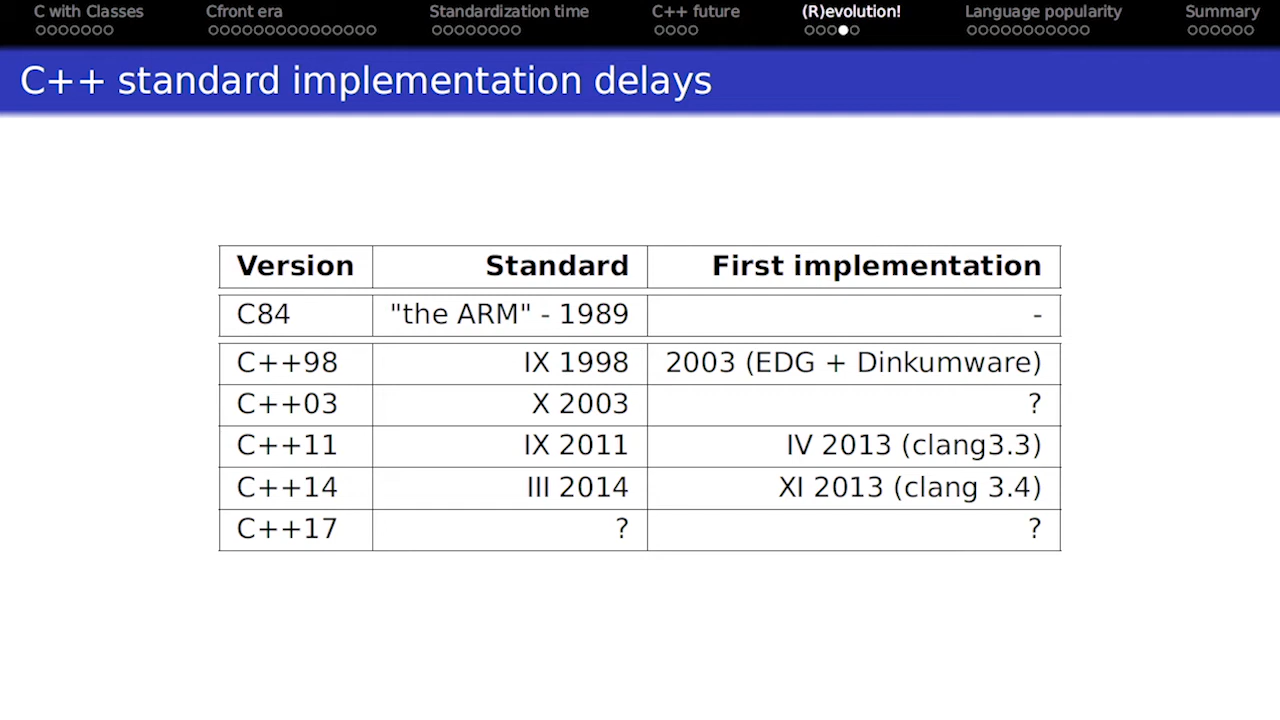 C with Classes Cfront era Standardization time C++ future (R)evolution! Language popularity Summary
C++ standard implementation delays
Version Standard First implementation
C84 "the ARM" - 1989 -
C++98 IX 1998 2003 (EDG + Dinkumware)
C++03 X 2003 ?
C++11 IX 2011 IV 2013 (clang3.3)
C++14 III 2014 XI 2013 (clang 3.4)
C++17 ? ?